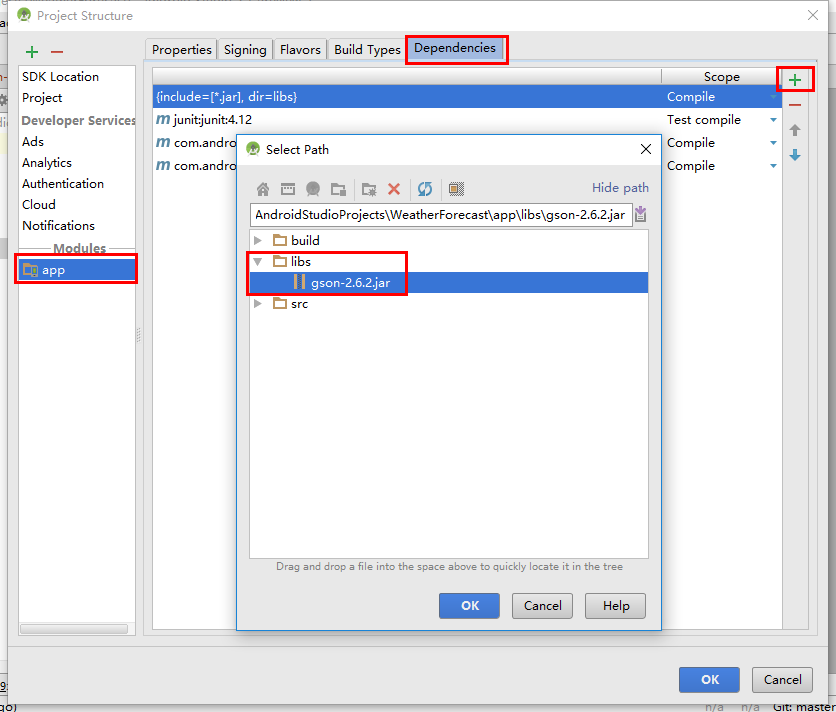 Project Structure
Properties
Signing
Flavors
Build Types
Dependencies
SDK Location
Project
Developer Services
Ads
Analytics
Authentication
Cloud
Notifications
Modules
app
Scope
{include=[*.jar], dir=libs} Compile
m junit:junit:4.12 Test compile
m com.andro Compile
m com.andro Compile
Select Path
Hide path
AndroidStudioProjects\WeatherForecast\app\libs\gson-2.6.2.jar
build
libs
gson-2.6.2.jar
src
Drag and drop a file into the space above to quickly locate it in the tree
OK Cancel Help
OK Cancel
n/a n/a Git: master